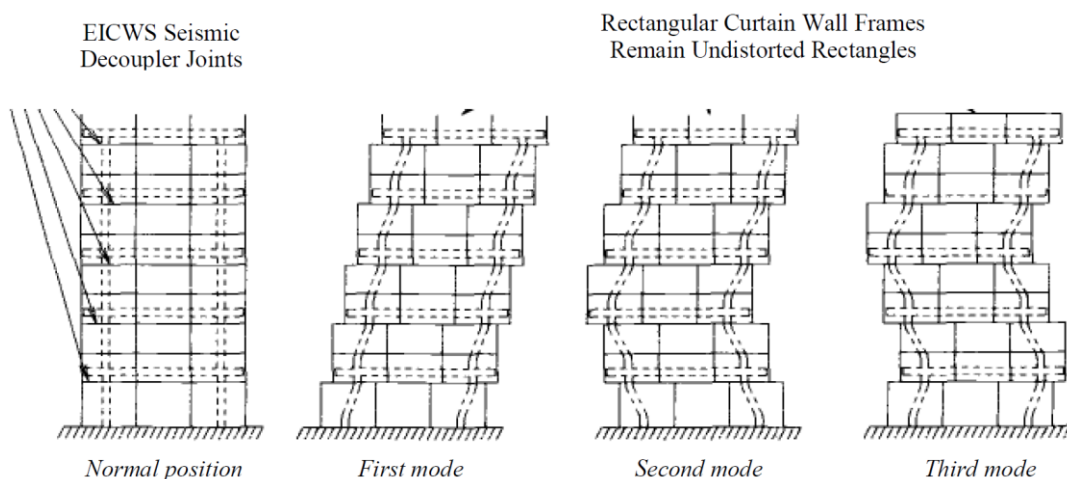 EICWS Seismic
Decoupler Joints
Rectangular Curtain Wall Frames
Remain Undistorted Rectangles
Normal position
First mode
Second mode
Third mode